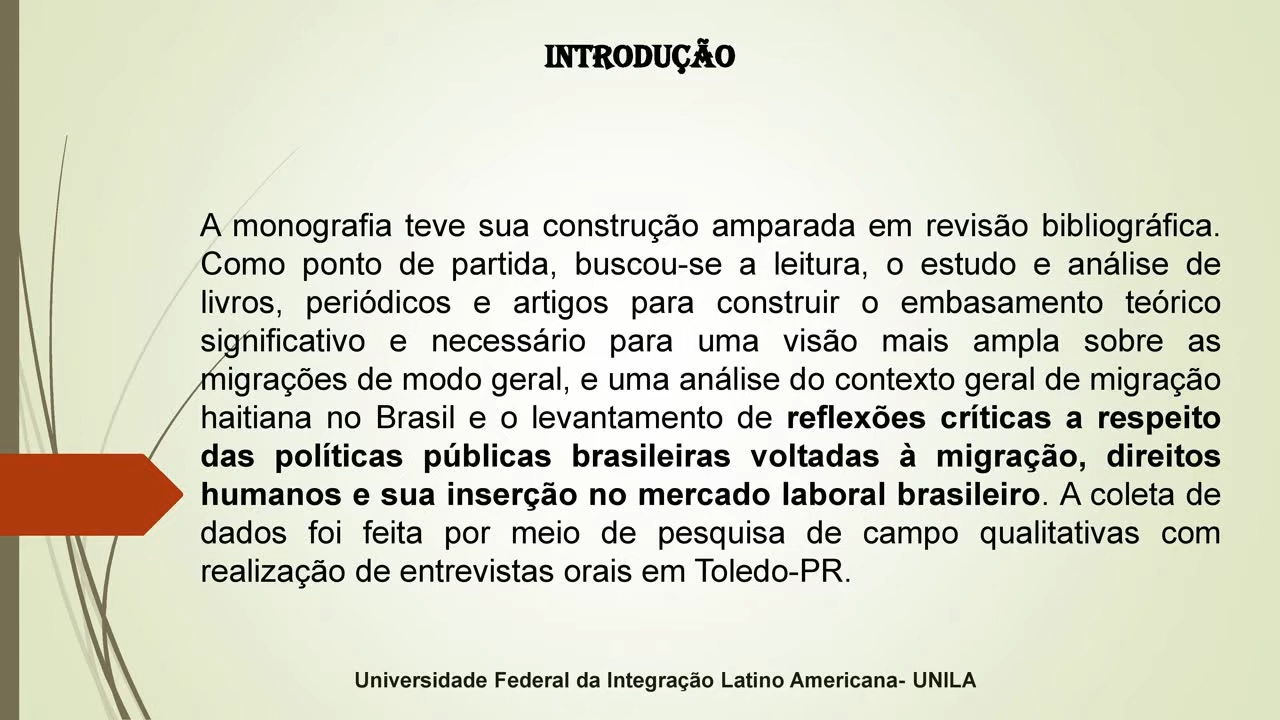 INTRODUÇÃO
A monografia teve sua construção amparada em revisão bibliográfica.
Como ponto de partida, buscou-se a leitura, o estudo e análise de
livros, periódicos e artigos para construir o embasamento teórico
significativo e necessário para uma visão mais ampla sobre as
migrações de modo geral, e uma análise do contexto geral de migração
haitiana no Brasil e o levantamento de reflexões críticas a respeito
das políticas públicas brasileiras voltadas à migração, direitos
humanos e sua inserção no mercado laboral brasileiro. A coleta de
dados foi feita por meio de pesquisa de campo qualitativas com
realização de entrevistas orais em Toledo-PR.
Universidade Federal da Integração Latino Americana- UNILA